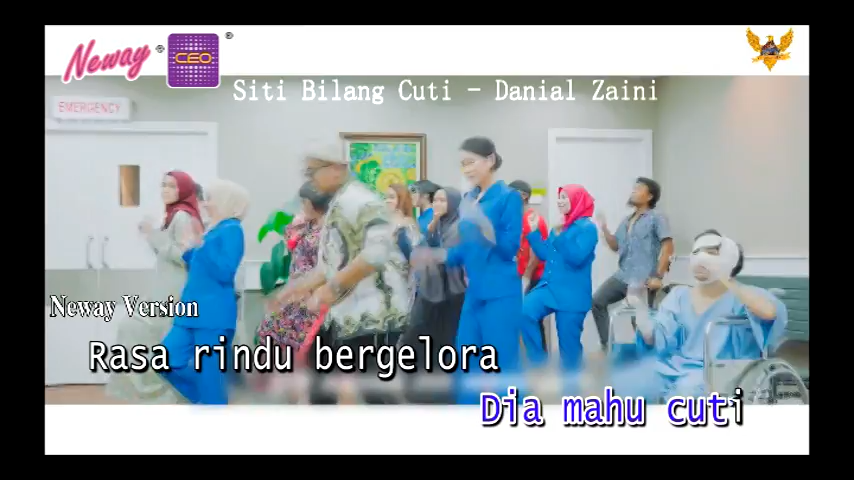 Neway ® CEO ®
Siti Bilang Cuti - Danial Zaini
EMERGENCY
Neway Version
Rasa rindu bergelora
Dia mahu cuti